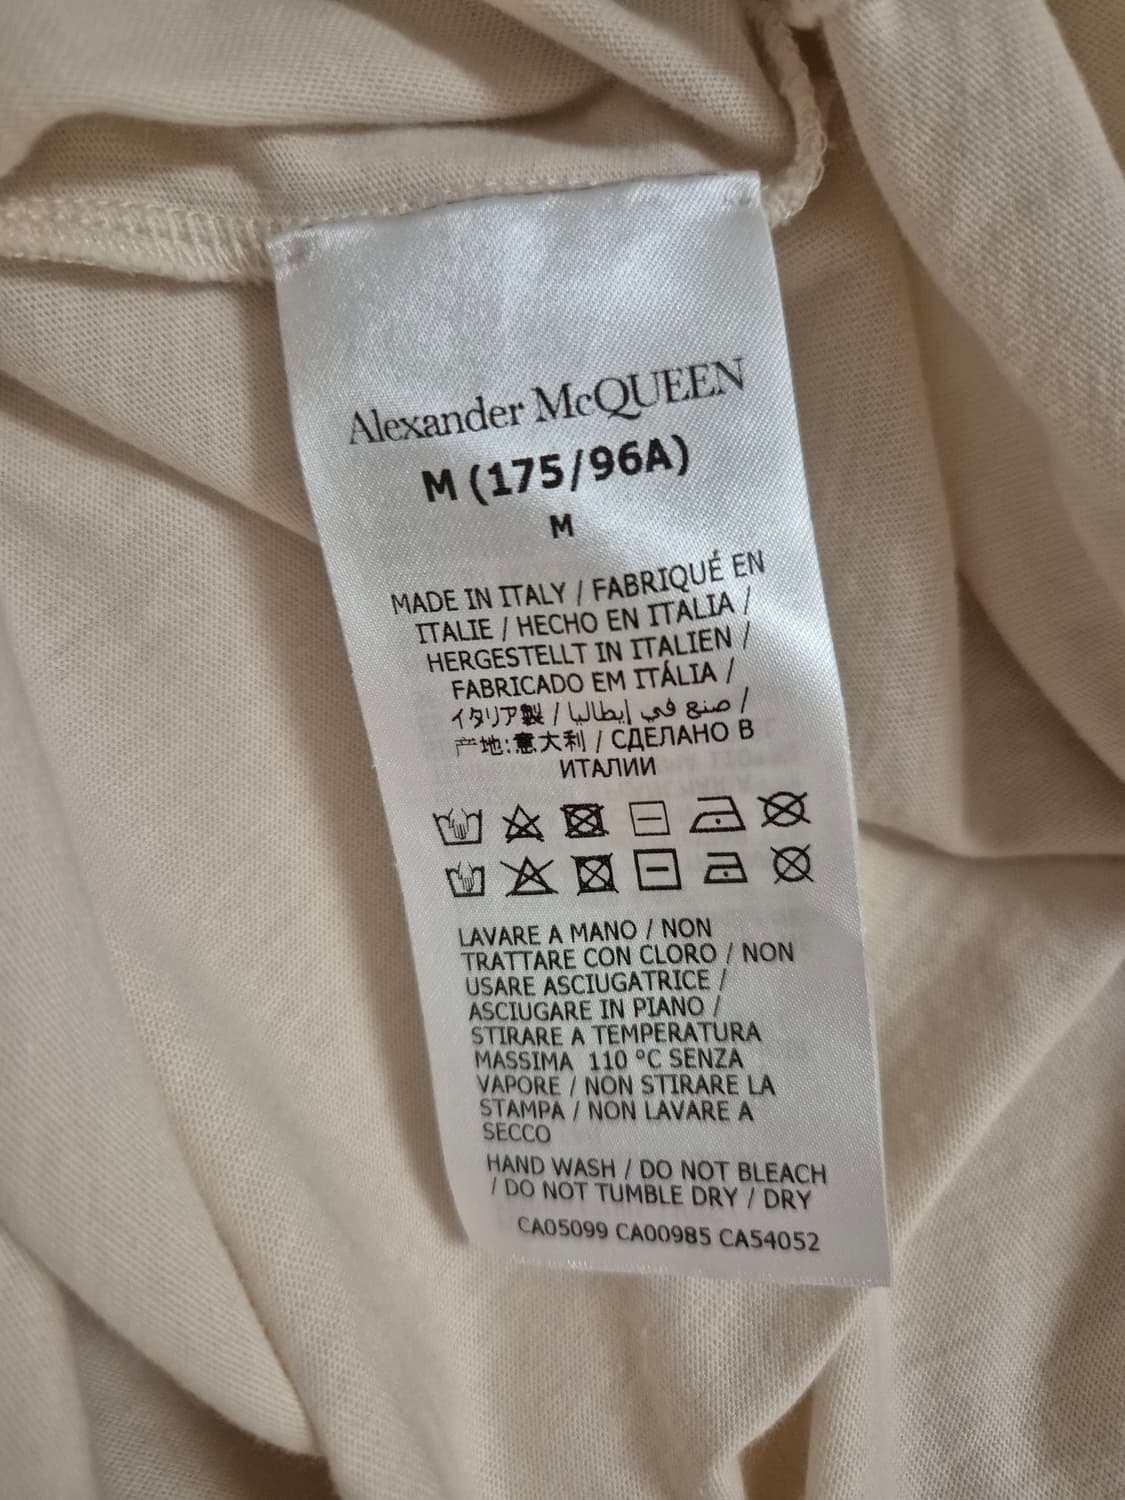 Alexander McQUEEN
M (175/96A)
M
MADE IN ITALY / FABRIQUÉ EN
ITALIE / HECHO EN ITALIA /
HERGESTELLT IN ITALIEN /
FABRICADO EM ITÁLIA /
イタリア製 / صنع في إيطاليا /
产地:意大利 / СДЕЛАНО В
ИТАЛИИ
LAVARE A MANO / NON
TRATTARE CON CLORO / NON
USARE ASCIUGATRICE /
ASCIUGARE IN PIANO /
STIRARE A TEMPERATURA
MASSIMA 110 °C SENZA
VAPORE / NON STIRARE LA
STAMPA / NON LAVARE A
SECCO
HAND WASH / DO NOT BLEACH
/ DO NOT TUMBLE DRY / DRY
CA05099 CA00985 CA54052